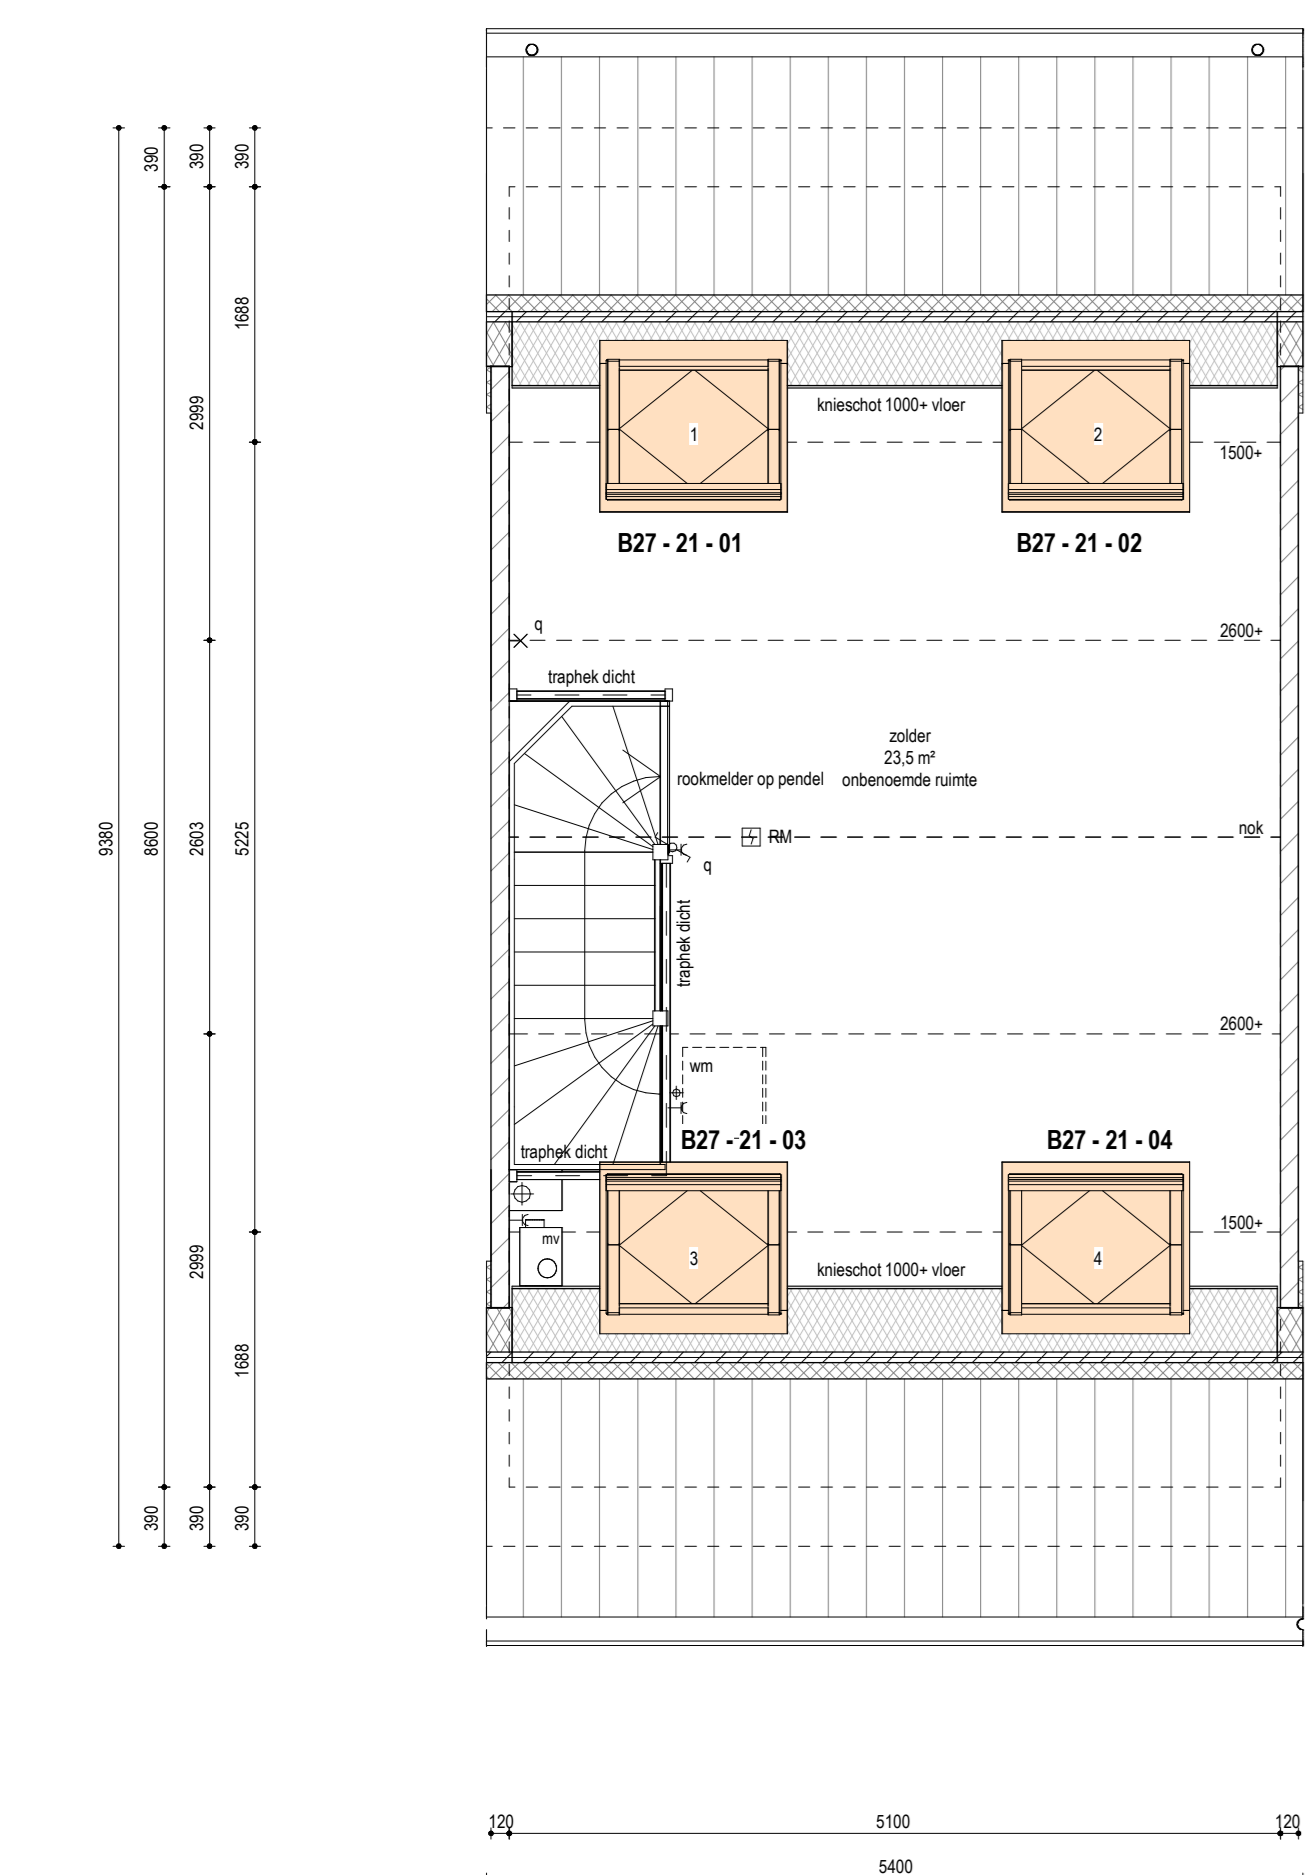 390
390
390
1688
2999
knieschot 1000+ vloer
1
2
1500+
B27 - 21 - 01
B27 - 21 - 02
q
2600+
traphek dicht
zolder
23,5 m²
onbenoemde ruimte
rookmelder op pendel
9380
8600
2603
5225
RM
nok
q
traphek dicht
2600+
wm
B27 - 21 - 03
B27 - 21 - 04
traphek dicht
mv
1500+
3
4
knieschot 1000+ vloer
2999
1688
390
390
390
120
5100
120
5400